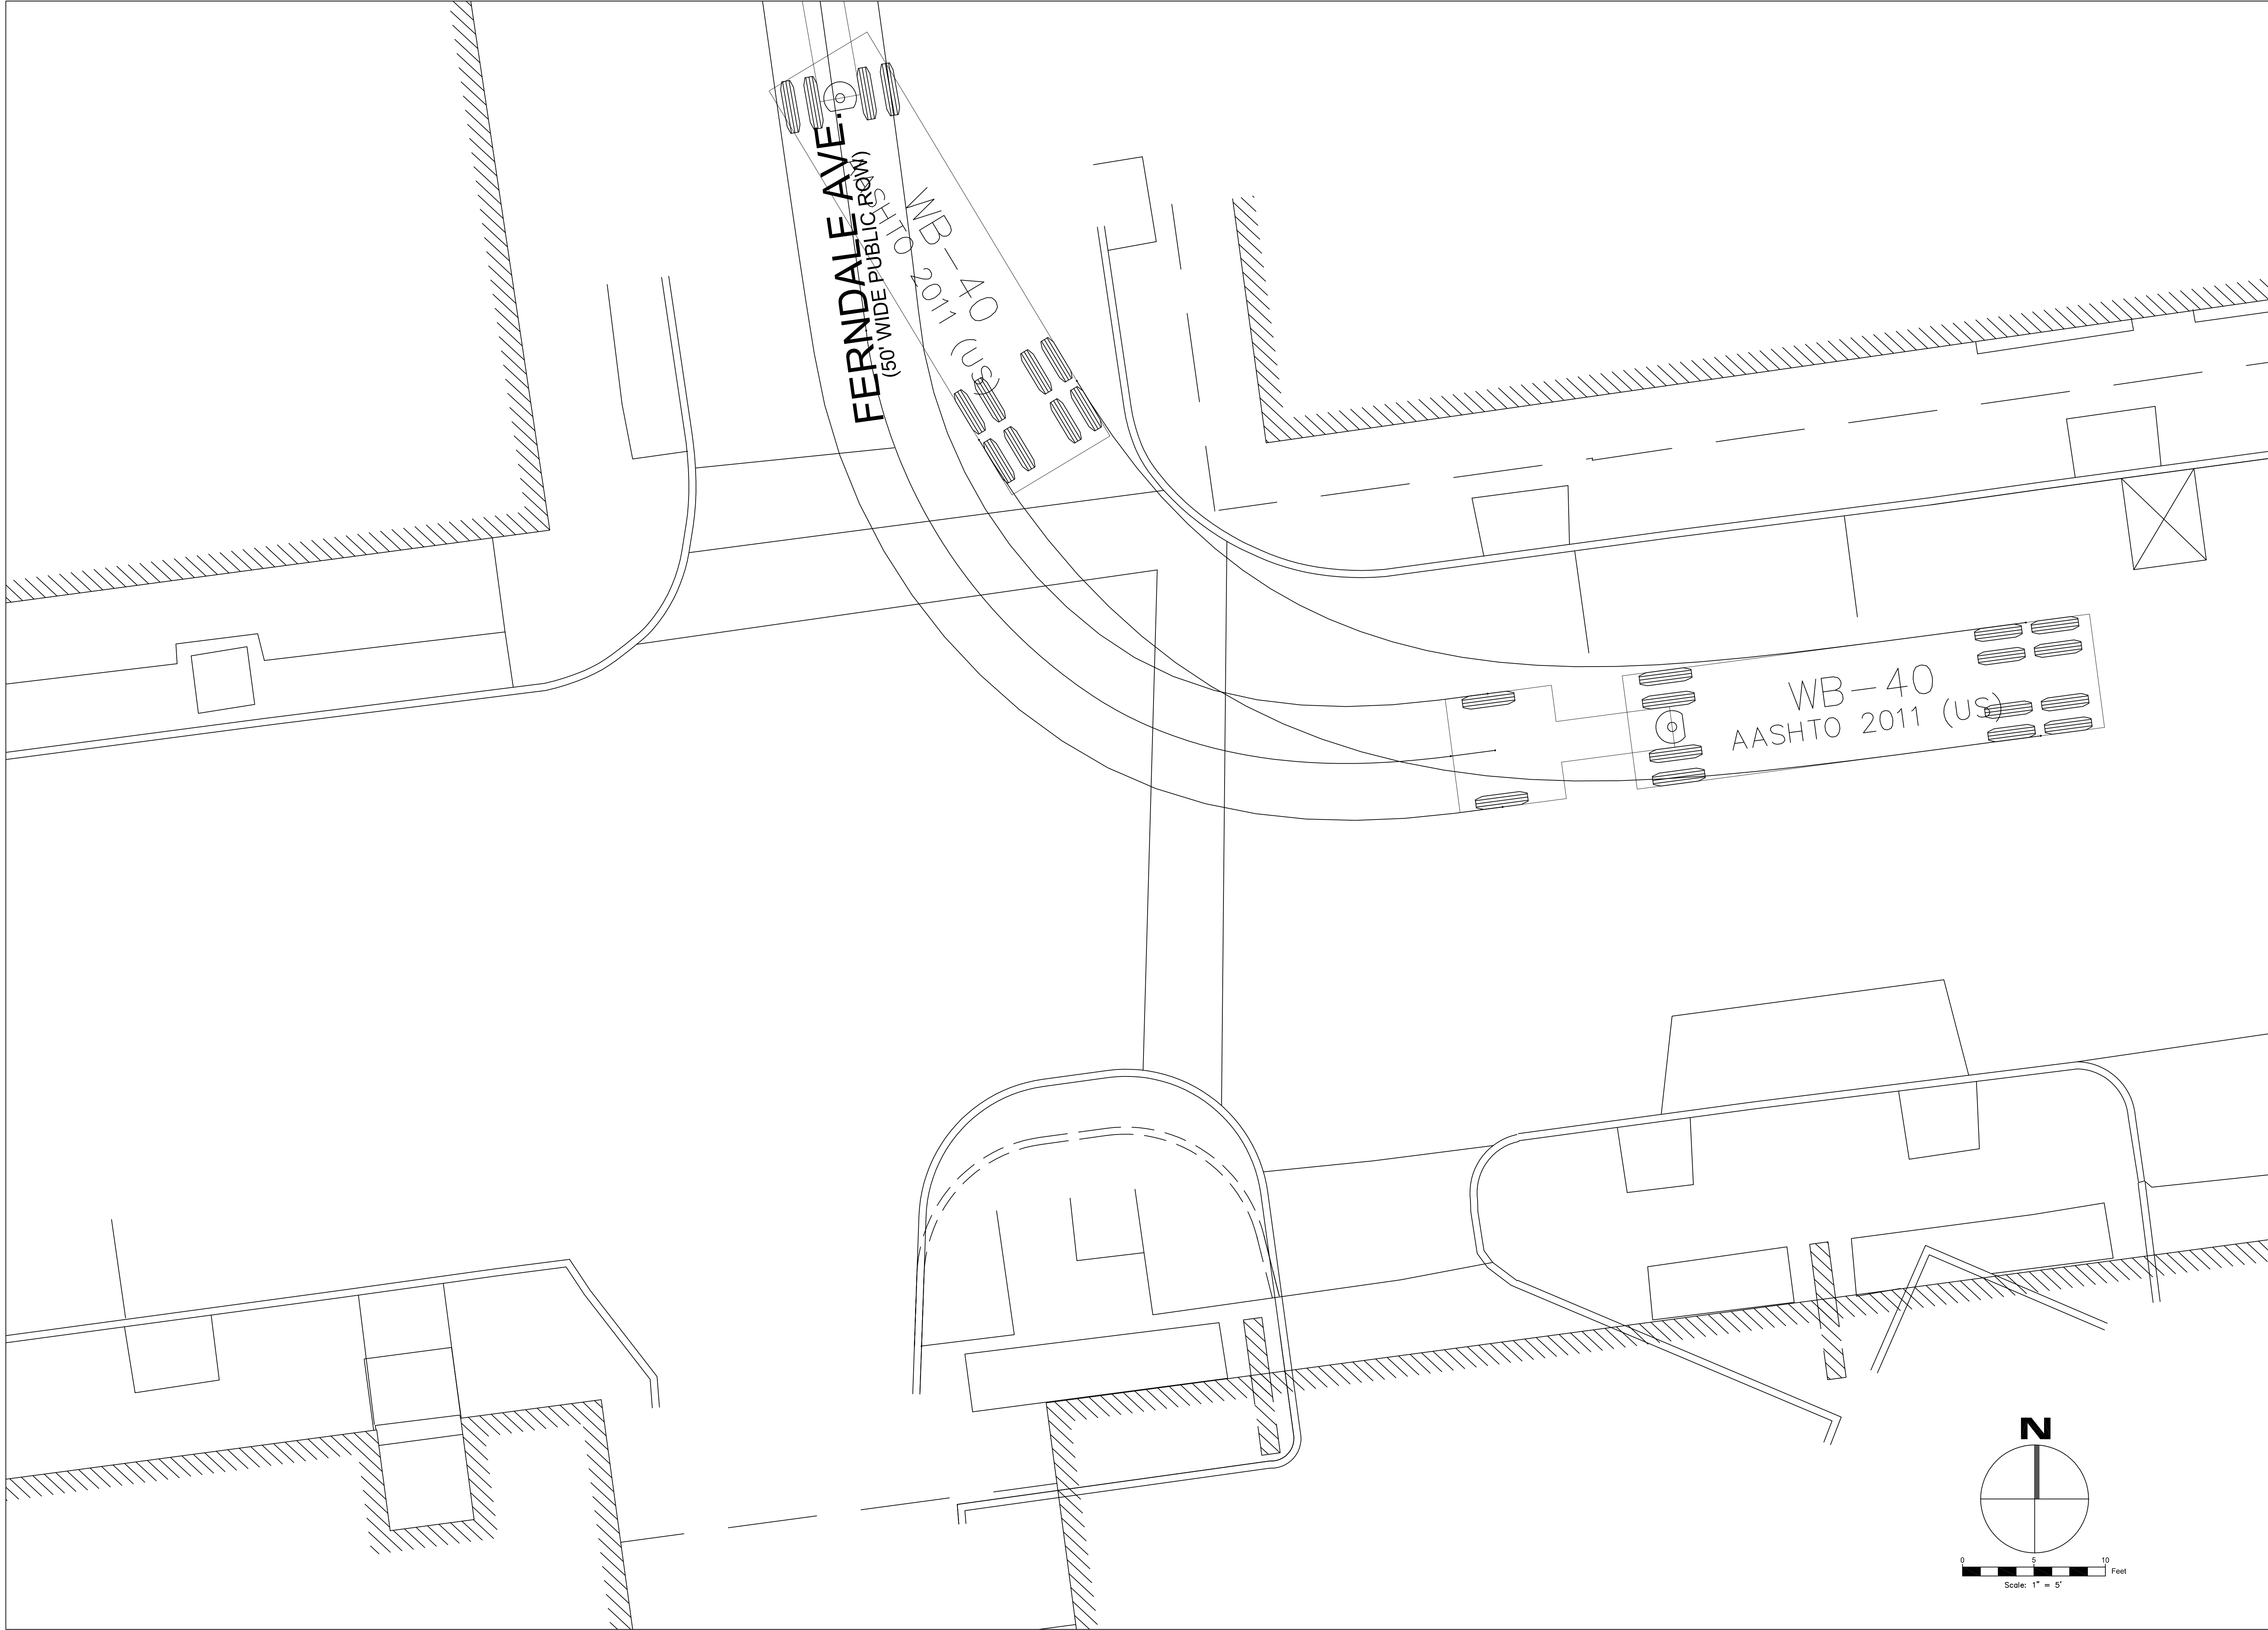 FERNDALE AVE.
(50' WIDE PUBLIC ROW)
WB-40
AASHTO 2011 (US)
WB-40
AASHTO 2011 (US)
N
0 5 10
Feet
Scale: 1" = 5'